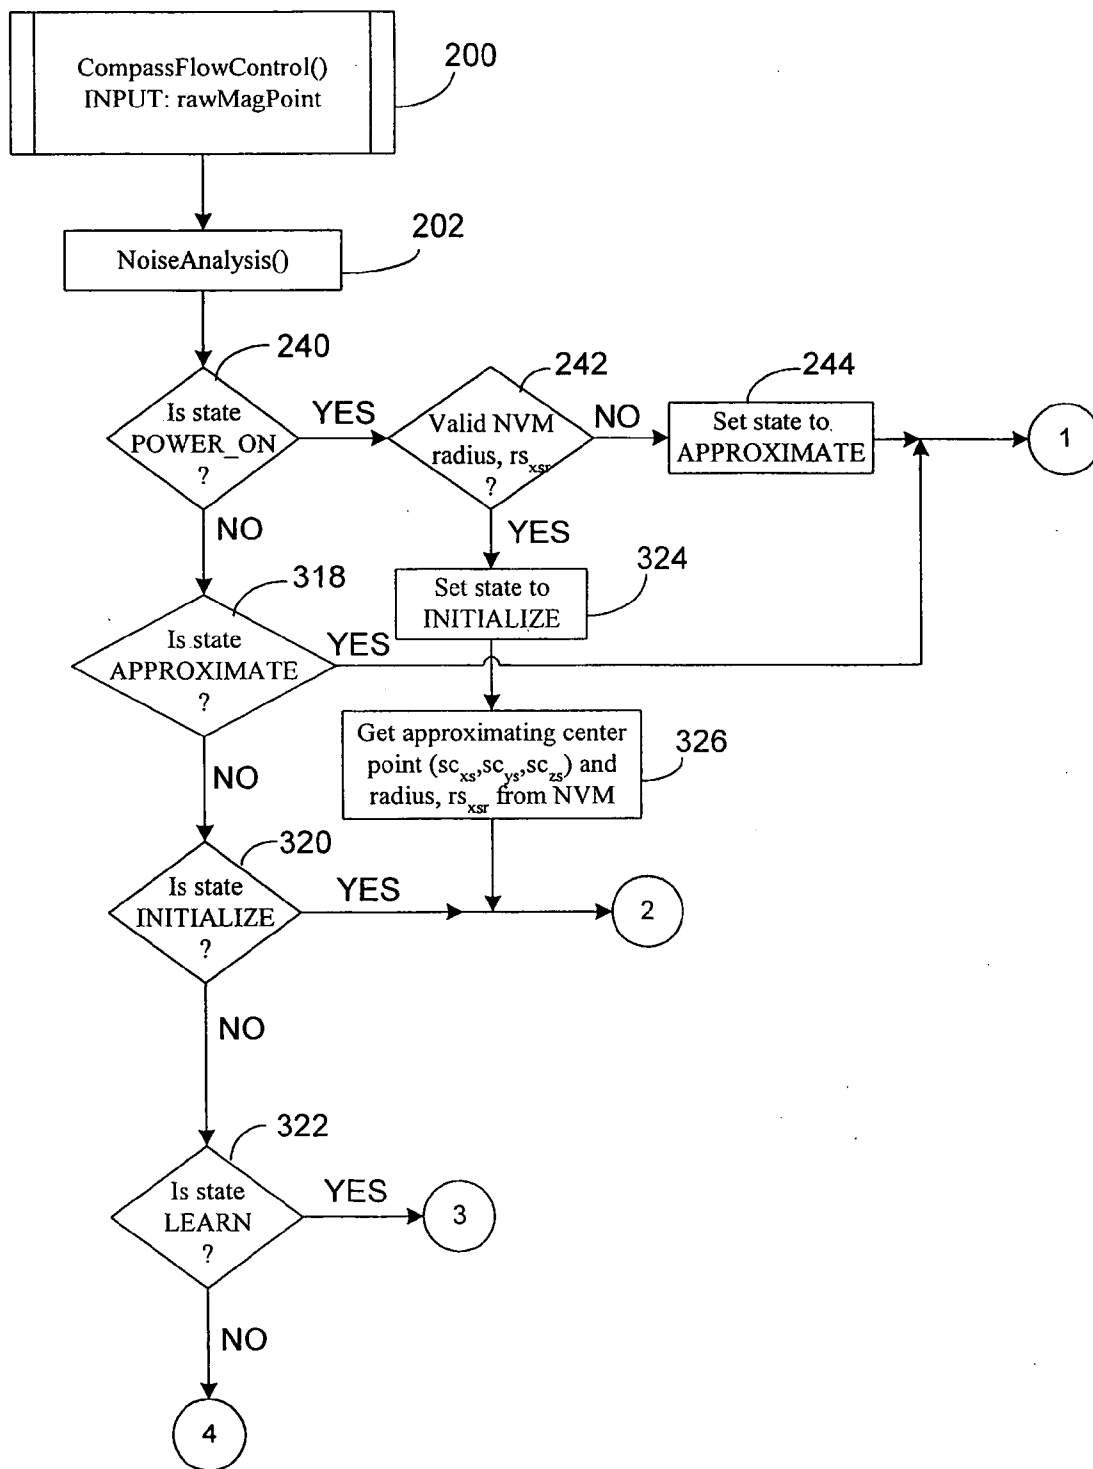 CompassFlowControl()
INPUT: rawMagPoint
200
NoiseAnalysis()
202
240
Is state
POWER_ON
?
YES
242
Valid NVM
radius, rs_xsr
?
NO
244
Set state to
APPROXIMATE
1
NO
YES
324
Set state to
INITIALIZE
318
Is state
APPROXIMATE
?
YES
326
Get approximating center
point (sc_xs,sc_ys,sc_zs) and
radius, rs_xsr from NVM
NO
320
Is state
INITIALIZE
?
YES
2
NO
322
Is state
LEARN
?
YES
3
NO
4